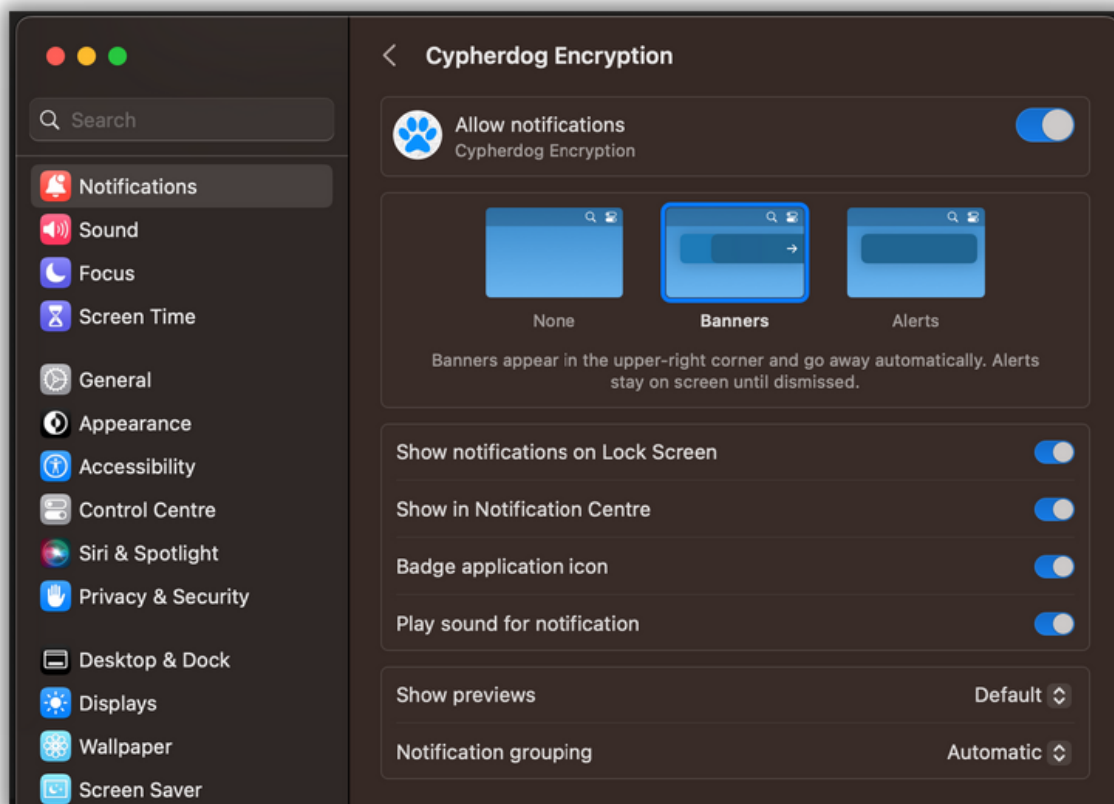 Cypherdog Encryption
Search
Allow notifications
Cypherdog Encryption
Notifications
Sound
Focus
Screen Time
General
Appearance
Accessibility
Control Centre
Siri & Spotlight
Privacy & Security
Desktop & Dock
Displays
Wallpaper
Screen Saver
None
Banners
Alerts
Banners appear in the upper-right corner and go away automatically. Alerts
stay on screen until dismissed.
Show notifications on Lock Screen
Show in Notification Centre
Badge application icon
Play sound for notification
Show previews
Default
Notification grouping
Automatic